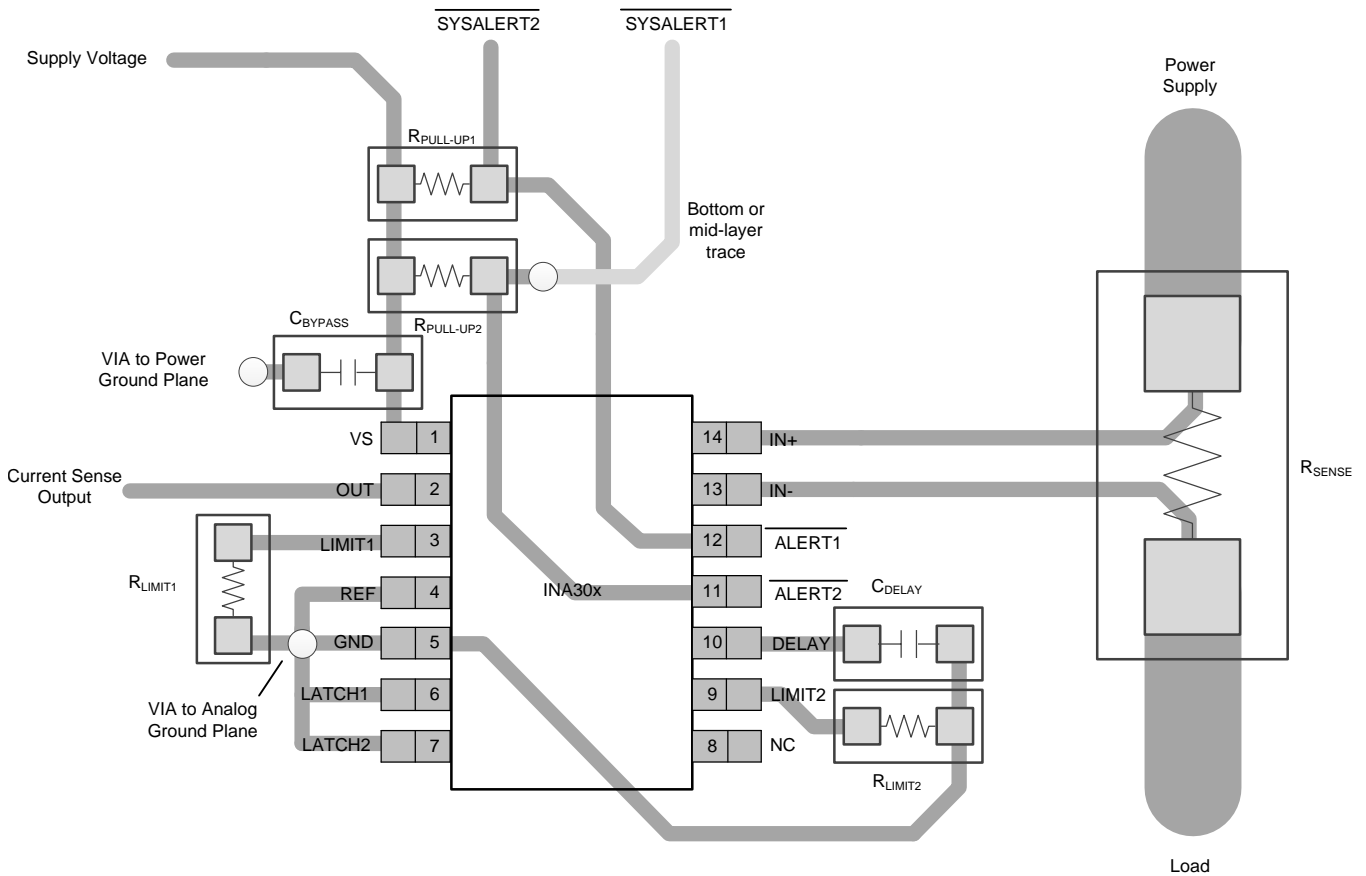 SYSALERT2
SYSALERT1
Supply Voltage
Power
Supply
RPULL-UP1
Bottom or
mid-layer
trace
RPULL-UP2
CBYPASS
VIA to Power
Ground Plane
VS
1
14
IN+
RSENSE
Current Sense
Output
OUT
2
13
IN-
LIMIT1
3
12
ALERT1
RLIMIT1
REF
4
INA30x
11
ALERT2
CDELAY
GND
5
10
DELAY
LATCH1
6
9
LIMIT2
VIA to Analog
Ground Plane
LATCH2
7
8
NC
RLIMIT2
Load